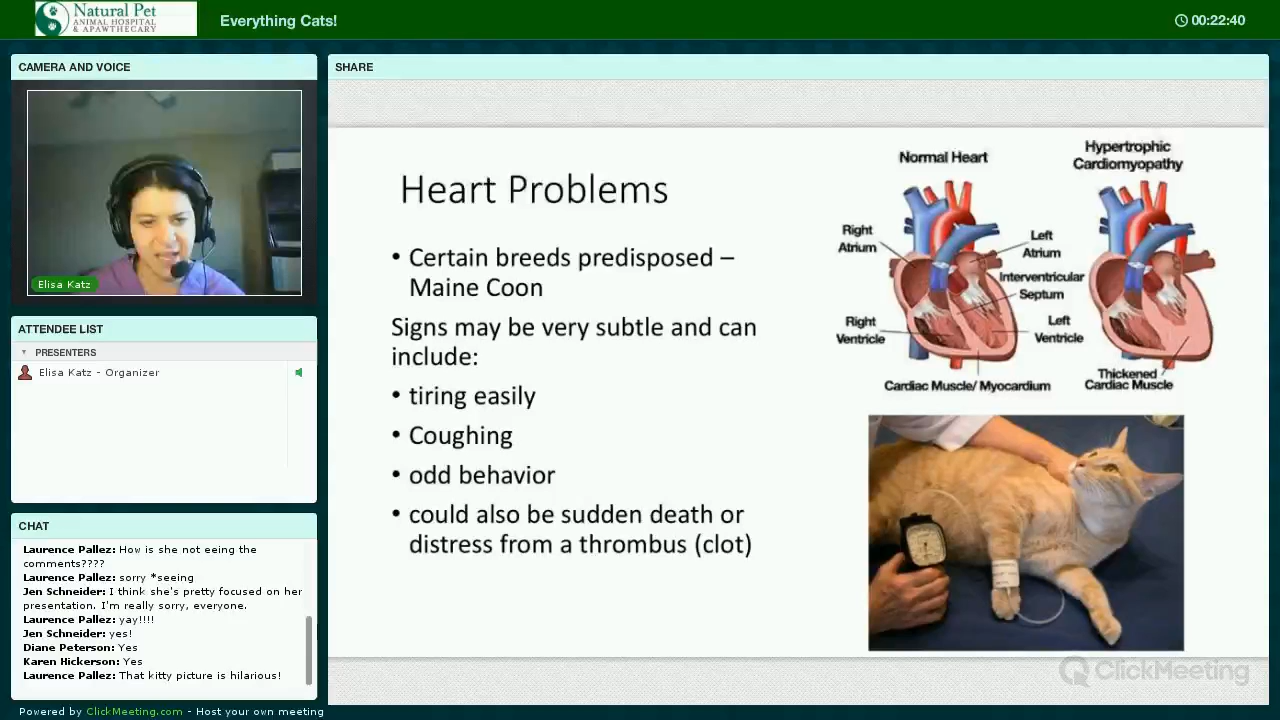 Natural Pet
ANIMAL HOSPITAL
& APAWTHECARY
Everything Cats!
00:22:40
CAMERA AND VOICE
Elisa Katz
ATTENDEE LIST
PRESENTERS
Elisa Katz - Organizer
CHAT
Laurence Pallez: How is she not eeing the
comments????
Laurence Pallez: sorry *seeing
Jen Schneider: I think she's pretty focused on her
presentation. I'm really sorry, everyone.
Laurence Pallez: yay!!!!
Jen Schneider: yes!
Diane Peterson: Yes
Karen Hickerson: Yes
Laurence Pallez: That kitty picture is hilarious!
Powered by ClickMeeting.com - Host your own meeting
SHARE
Heart Problems
• Certain breeds predisposed –
Maine Coon
Signs may be very subtle and can
include:
• tiring easily
• Coughing
• odd behavior
• could also be sudden death or
distress from a thrombus (clot)
Normal Heart
Right
Atrium
Left
Atrium
Interventricular
Septum
Right
Ventricle
Left
Ventricle
Cardiac Muscle/ Myocardium
Hypertrophic
Cardiomyopathy
Thickened
Cardiac Muscle
ClickMeeting